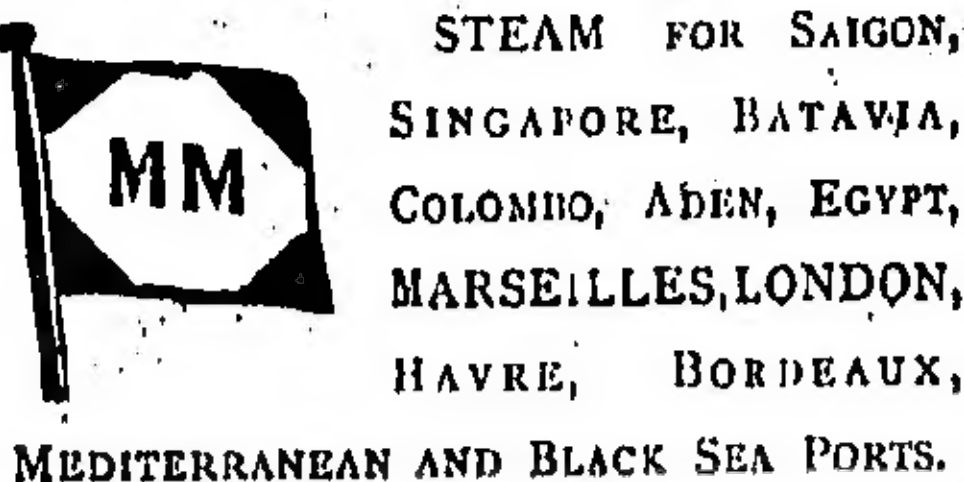 MM
STEAM FOR SAIGON,
SINGAPORE, BATAVIA,
COLOMBO, ADEN, EGYPT,
MARSEILLES, LONDON,
HAVRE, BORDEAUX,
MEDITERRANEAN AND BLACK SEA PORTS.